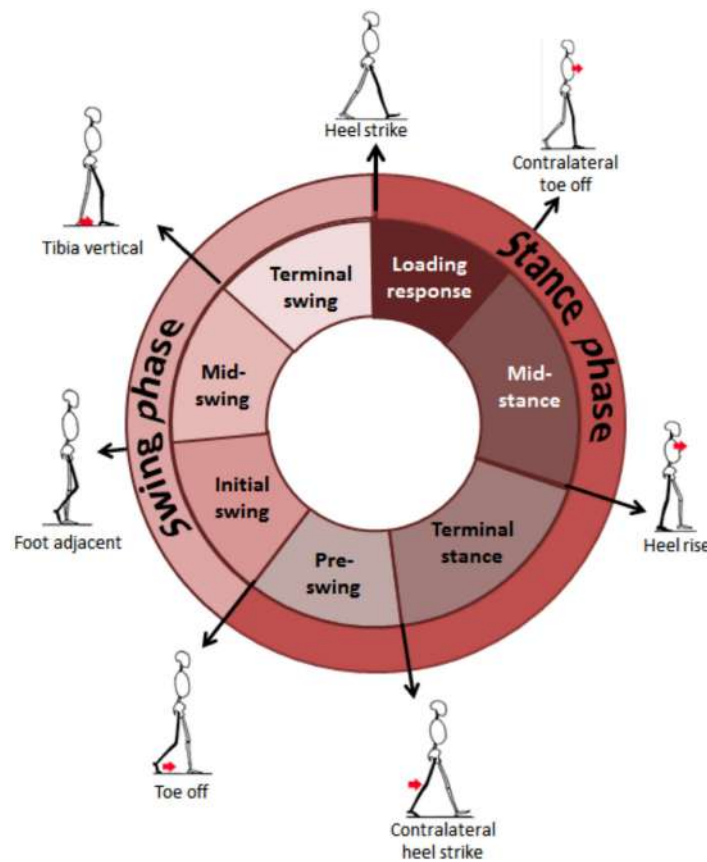 Heel strike
Contralateral
toe off
Tibia vertical
Terminal
swing
Loading
response
Stance phase
Mid-
swing
Mid-
stance
Swing phase
Initial
swing
Terminal
stance
Pre-
swing
Foot adjacent
Heel rise
Toe off
Contralateral
heel strike